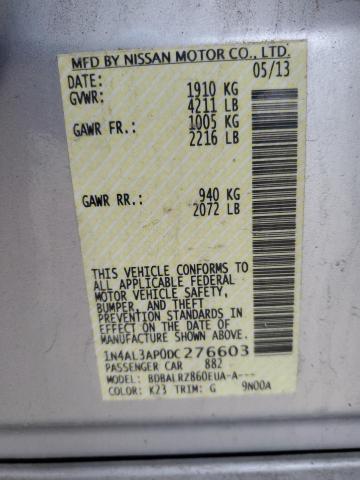 MFD BY NISSAN MOTOR CO., LTD.
DATE: 05/13
GVWR: 1910 KG
4211 LB
GAWR FR.: 1005 KG
2216 LB
GAWR RR.: 940 KG
2072 LB
THIS VEHICLE CONFORMS TO
ALL APPLICABLE FEDERAL
MOTOR VEHICLE SAFETY,
BUMPER, AND THEFT
PREVENTION STANDARDS IN
EFFECT ON THE DATE OF
MANUFACTURE SHOWN ABOVE.
1N4AL3AP0DC276603
PASSENGER CAR 882
MODEL: BDBALRZ860EUA-A---
COLOR: K23 TRIM: G 9N00A